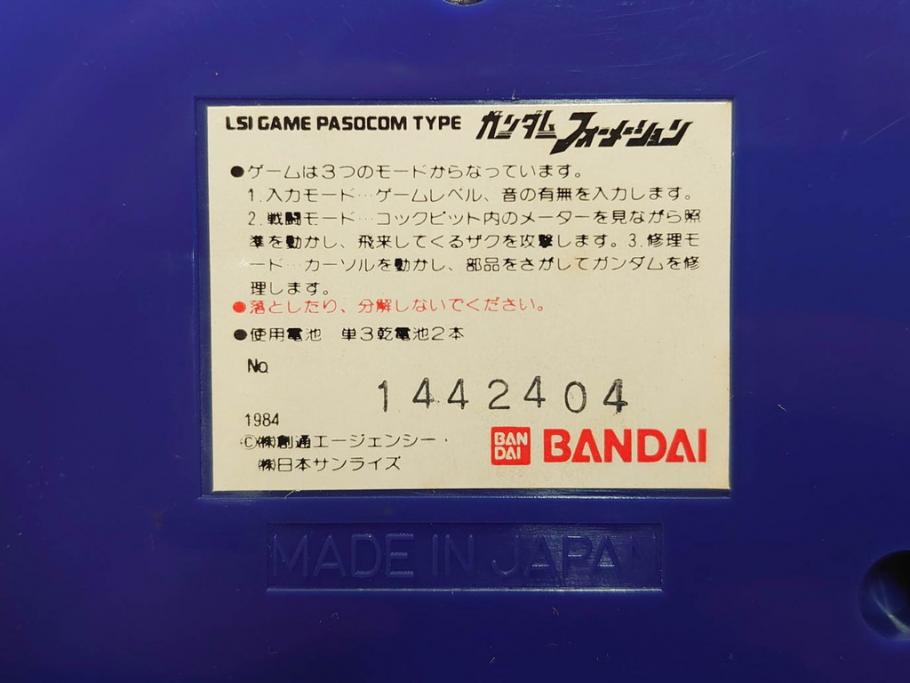 LSI GAME PASOCOM TYPE ガンダム フォーメーション
●ゲームは３つのモードからなっています。
1.入力モード…ゲームレベル、音の有無を入力します。
2.戦闘モード…コックピット内のメーターを見ながら照
準を動かし、飛来してくるザクを攻撃します。3.修理モ
ード…カーソルを動かし、部品をさがしてガンダムを修
理します。
●落としたり、分解しないでください。
●使用電池　単３乾電池２本
No
1442404
1984
©㈱創通エージェンシー・
㈱日本サンライズ
BAN
DAI
BANDAI
MADE IN JAPAN